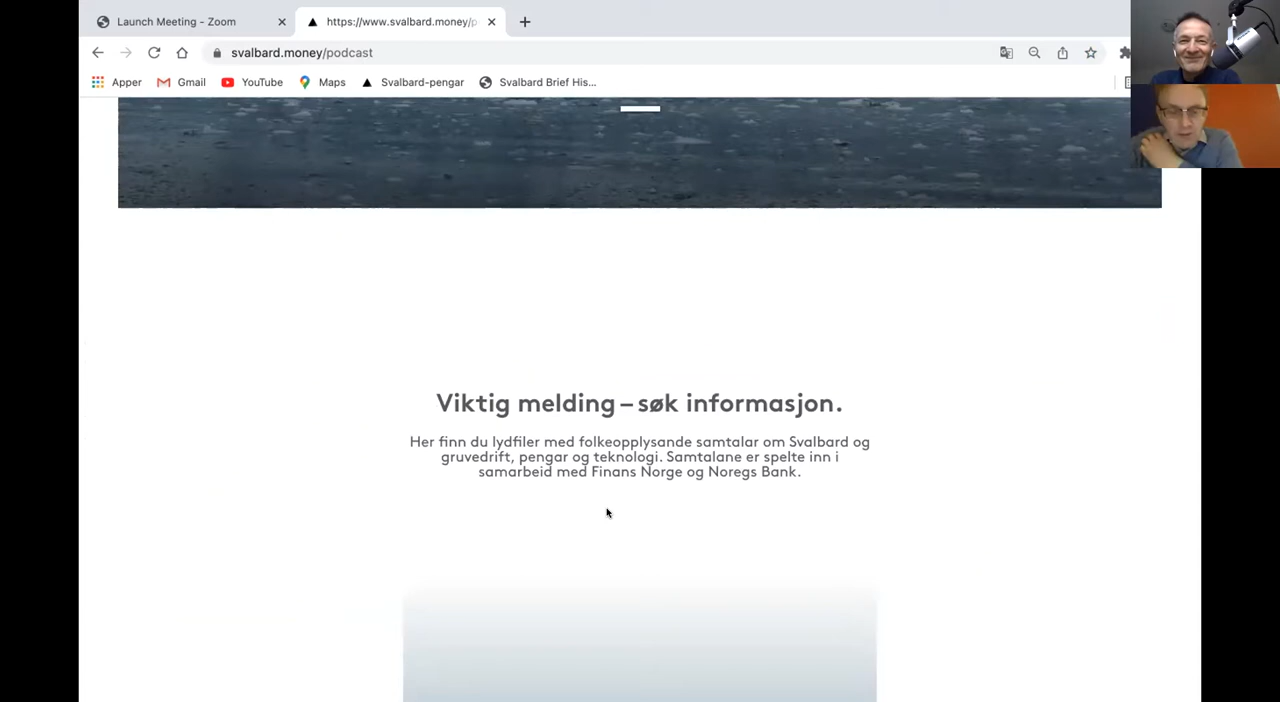 Launch Meeting - Zoom
https://www.svalbard.money/p
svalbard.money/podcast
Apper
Gmail
YouTube
Maps
Svalbard-pengar
Svalbard Brief His...
Viktig melding – søk informasjon.
Her finn du lydfiler med folkeopplysande samtalar om Svalbard og
gruvedrift, pengar og teknologi. Samtalane er spelte inn i
samarbeid med Finans Norge og Noregs Bank.